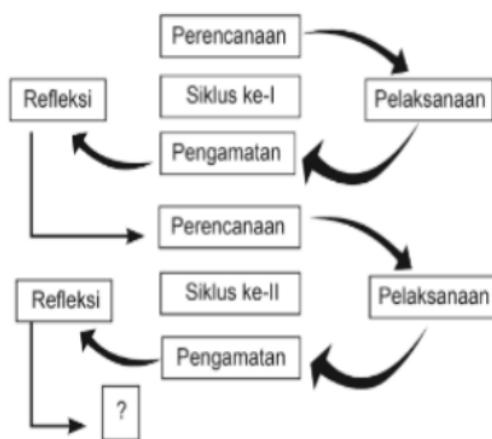 Perencanaan
Refleksi
Siklus ke-I
Pelaksanaan
Pengamatan
Perencanaan
Refleksi
Siklus ke-II
Pelaksanaan
Pengamatan
?